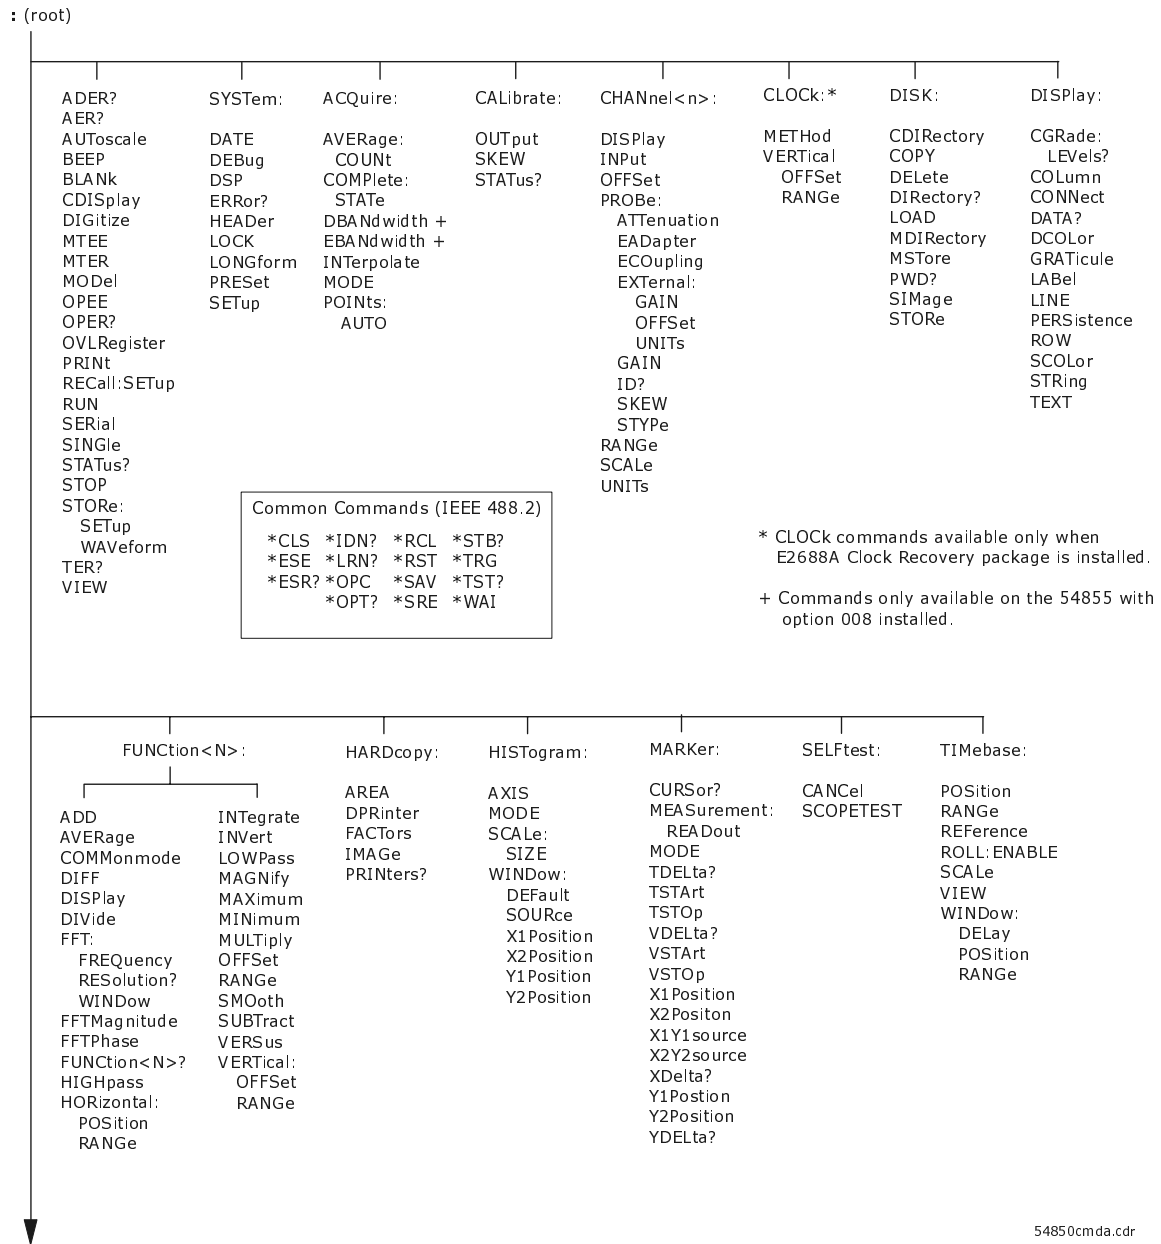 : (root)
ADER?
AER?
AUToscale
BEEP
BLANk
CDISplay
DIGitize
MTEE
MTER
MODel
OPEE
OPER?
OVLRegister
PRINt
RECall:SETup
RUN
SERial
SINGle
STATus?
STOP
STORe:
SETup
WAVeform
TER?
VIEW
SYSTem:
DATE
DEBug
DSP
ERRor?
HEADer
LOCK
LONGform
PRESet
SETup
ACQuire:
AVERage:
COUNt
COMPlete:
STATe
DBANdwidth +
EBANdwidth +
INTerpolate
MODE
POINts:
AUTO
CALibrate:
OUTput
SKEW
STATus?
CHANnel<n>:
DISPlay
INPut
OFFSet
PROBe:
ATTenuation
EADapter
ECOupling
EXTernal:
GAIN
OFFSet
UNITs
GAIN
ID?
SKEW
STYPe
RANGe
SCALe
UNITs
CLOCk:*
METHod
VERTical
OFFSet
RANGe
DISK:
CDIRectory
COPY
DELete
DIRectory?
LOAD
MDIRectory
MSTore
PWD?
SIMage
STORe
DISPlay:
CGRade:
LEVels?
COLumn
CONNect
DATA?
DCOLor
GRATicule
LABel
LINE
PERSistence
ROW
SCOLor
STRing
TEXT
Common Commands (IEEE 488.2)
*CLS *IDN? *RCL *STB?
*ESE *LRN? *RST *TRG
*ESR? *OPC *SAV *TST?
*OPT? *SRE *WAI
* CLOCk commands available only when
E2688A Clock Recovery package is installed.
+ Commands only available on the 54855 with
option 008 installed.
FUNCtion<N>:
ADD
AVERage
COMMonmode
DIFF
DISPlay
DIVide
FFT:
FREQuency
RESolution?
WINDow
FFTMagnitude
FFTPhase
FUNCtion<N>?
HIGHpass
HORizontal:
POSition
RANGe
INTegrate
INVert
LOWPass
MAGNify
MAXimum
MINimum
MULTiply
OFFSet
RANGe
SMOoth
SUBTract
VERSus
VERTical:
OFFSet
RANGe
HARDcopy:
AREA
DPRinter
FACTors
IMAGe
PRINters?
HISTogram:
AXIS
MODE
SCALe:
SIZE
WINDow:
DEFault
SOURce
X1Position
X2Position
Y1Position
Y2Position
MARKer:
CURSor?
MEASurement:
READout
MODE
TDELta?
TSTArt
TSTOp
VDELta?
VSTArt
VSTOp
X1Position
X2Positon
X1Y1source
X2Y2source
XDelta?
Y1Postion
Y2Position
YDELta?
SELFtest:
CANCel
SCOPETEST
TIMebase:
POSition
RANGe
REFerence
ROLL:ENABLE
SCALe
VIEW
WINDow:
DELay
POSition
RANGe
54850cmda.cdr